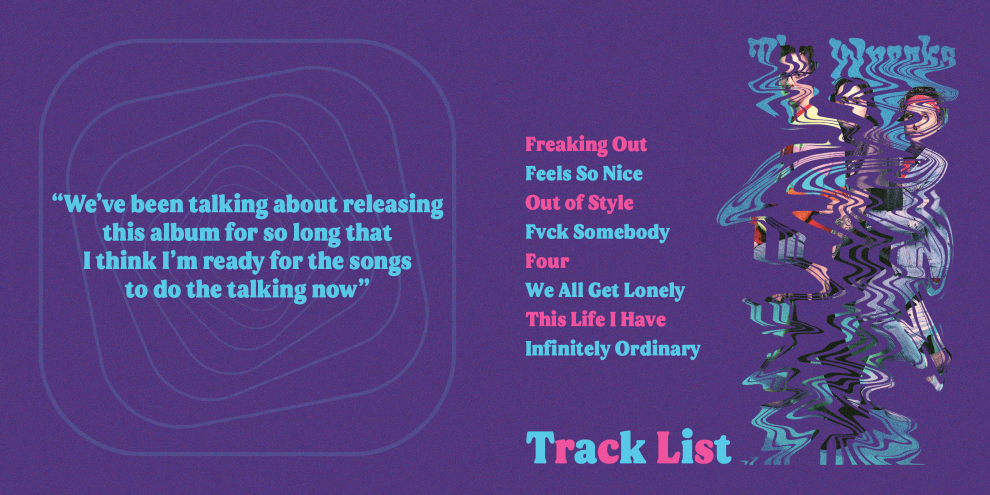 “We’ve been talking about releasing
this album for so long that
I think I’m ready for the songs
to do the talking now”
Freaking Out
Feels So Nice
Out of Style
Fvck Somebody
Four
We All Get Lonely
This Life I Have
Infinitely Ordinary
Track List
The Wrecks